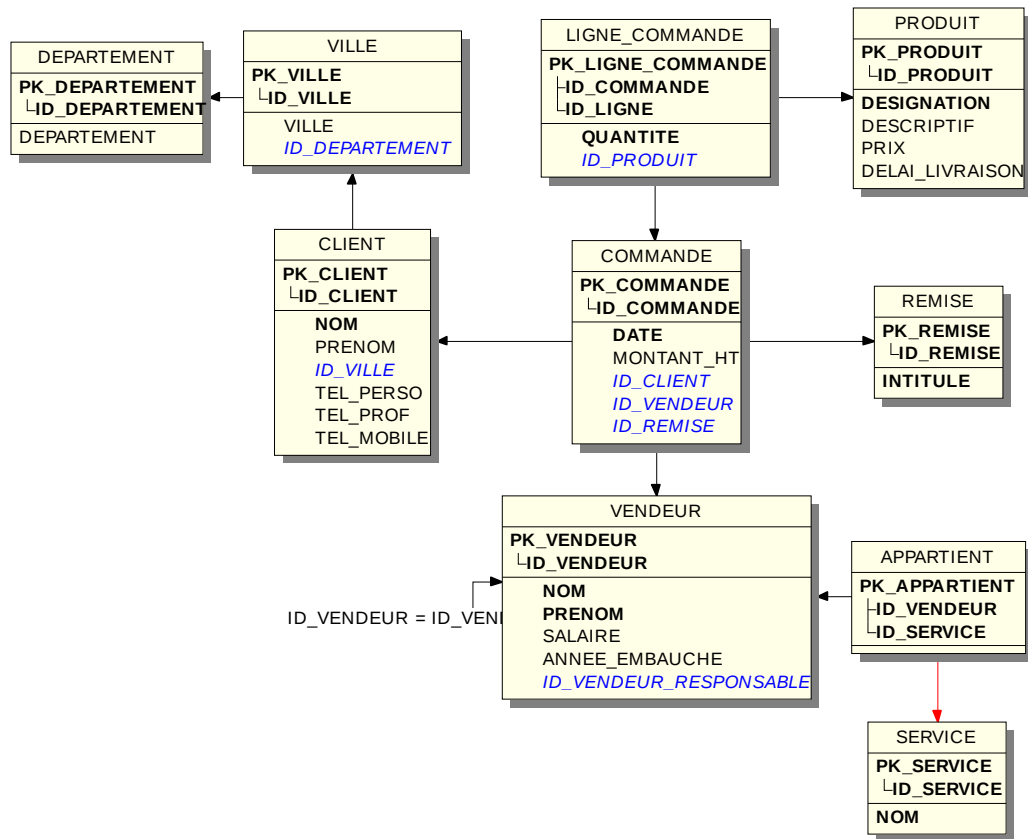 DEPARTEMENT
PK_DEPARTEMENT
ID_DEPARTEMENT
DEPARTEMENT
VILLE
PK_VILLE
ID_VILLE
VILLE
ID_DEPARTEMENT
LIGNE_COMMANDE
PK_LIGNE_COMMANDE
ID_COMMANDE
ID_LIGNE
QUANTITE
ID_PRODUIT
PRODUIT
PK_PRODUIT
ID_PRODUIT
DESIGNATION
DESCRIPTIF
PRIX
DELAI_LIVRAISON
CLIENT
PK_CLIENT
ID_CLIENT
NOM
PRENOM
ID_VILLE
TEL_PERSO
TEL_PROF
TEL_MOBILE
COMMANDE
PK_COMMANDE
ID_COMMANDE
DATE
MONTANT_HT
ID_CLIENT
ID_VENDEUR
ID_REMISE
REMISE
PK_REMISE
ID_REMISE
INTITULE
VENDEUR
PK_VENDEUR
ID_VENDEUR
NOM
PRENOM
SALAIRE
ANNEE_EMBAUCHE
ID_VENDEUR_RESPONSABLE
ID_VENDEUR = ID_VEN
APPARTIENT
PK_APPARTIENT
ID_VENDEUR
ID_SERVICE
SERVICE
PK_SERVICE
ID_SERVICE
NOM